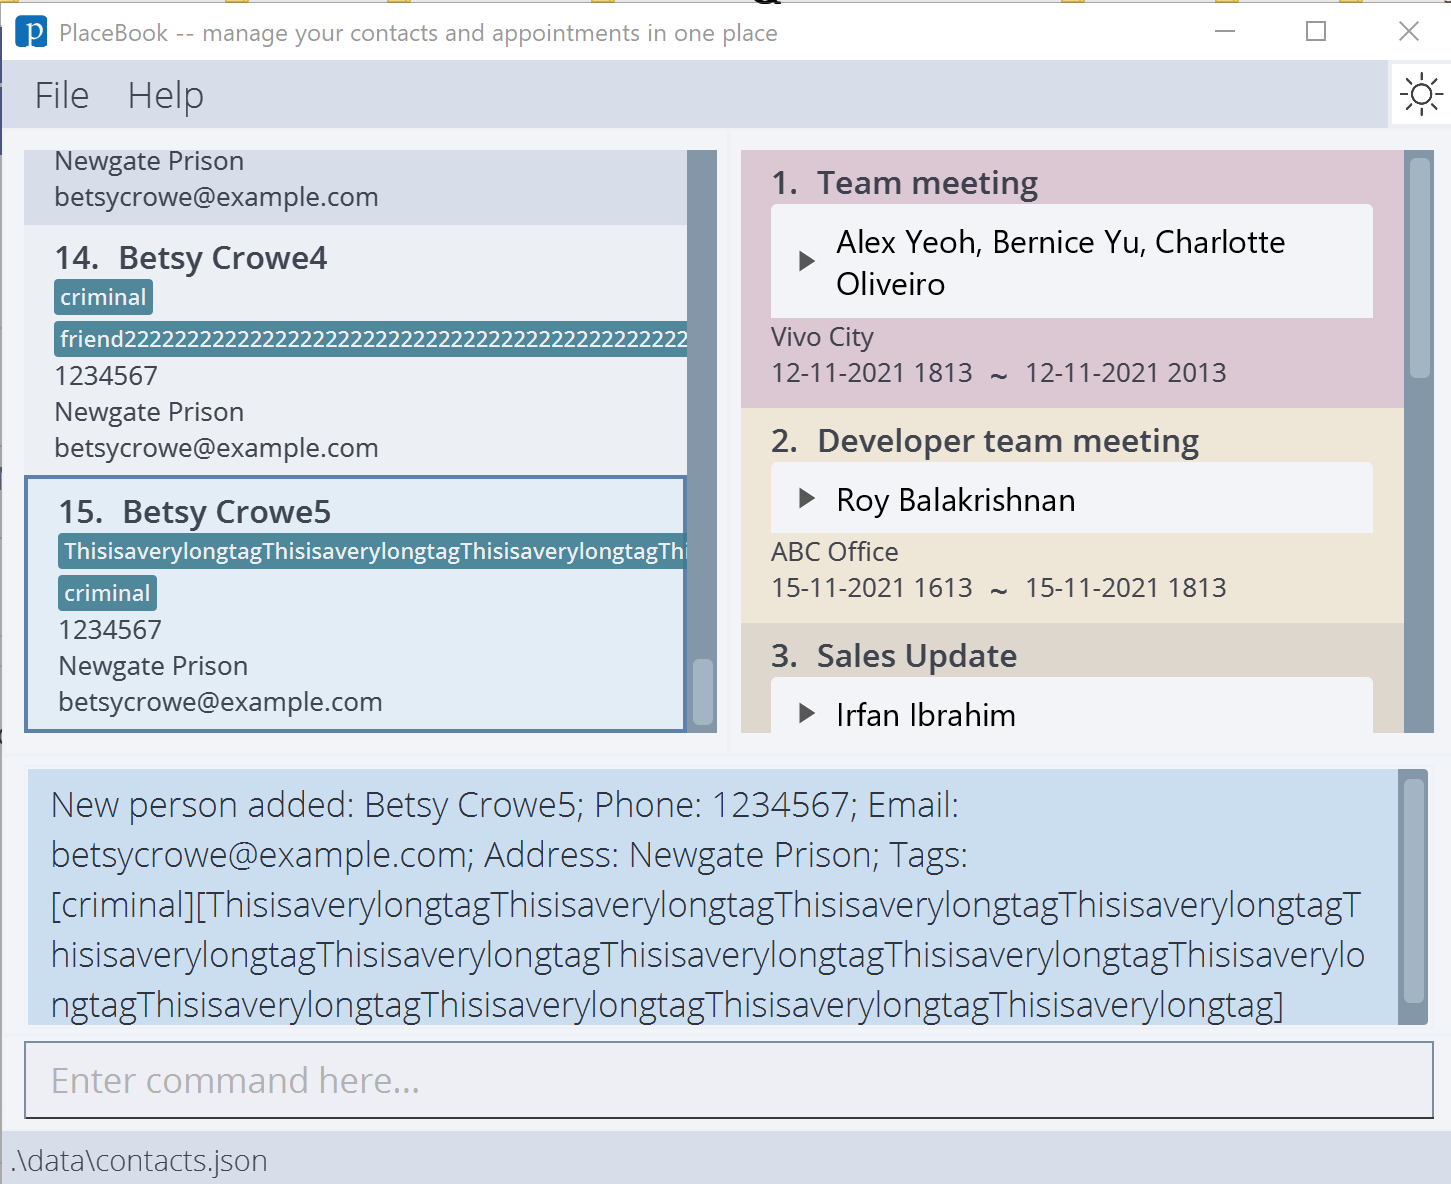 PlaceBook -- manage your contacts and appointments in one place
File Help
Newgate Prison
betsycrowe@example.com
14. Betsy Crowe4
criminal
friend222222222222222222222222222222222222222222222
1234567
Newgate Prison
betsycrowe@example.com
15. Betsy Crowe5
ThisisaverylongtagThisisaverylongtagThisisaverylongtagThi
criminal
1234567
Newgate Prison
betsycrowe@example.com
1. Team meeting
Alex Yeoh, Bernice Yu, Charlotte
Oliveiro
Vivo City
12-11-2021 1813 ~ 12-11-2021 2013
2. Developer team meeting
Roy Balakrishnan
ABC Office
15-11-2021 1613 ~ 15-11-2021 1813
3. Sales Update
Irfan Ibrahim
New person added: Betsy Crowe5; Phone: 1234567; Email:
betsycrowe@example.com; Address: Newgate Prison; Tags:
[criminal][ThisisaverylongtagThisisaverylongtagThisisaverylongtagThisisaverylongtagT
hisisaverylongtagThisisaverylongtagThisisaverylongtagThisisaverylongtagThisisaverylo
ngtagThisisaverylongtagThisisaverylongtagThisisaverylongtagThisisaverylongtag]
Enter command here...
.\data\contacts.json